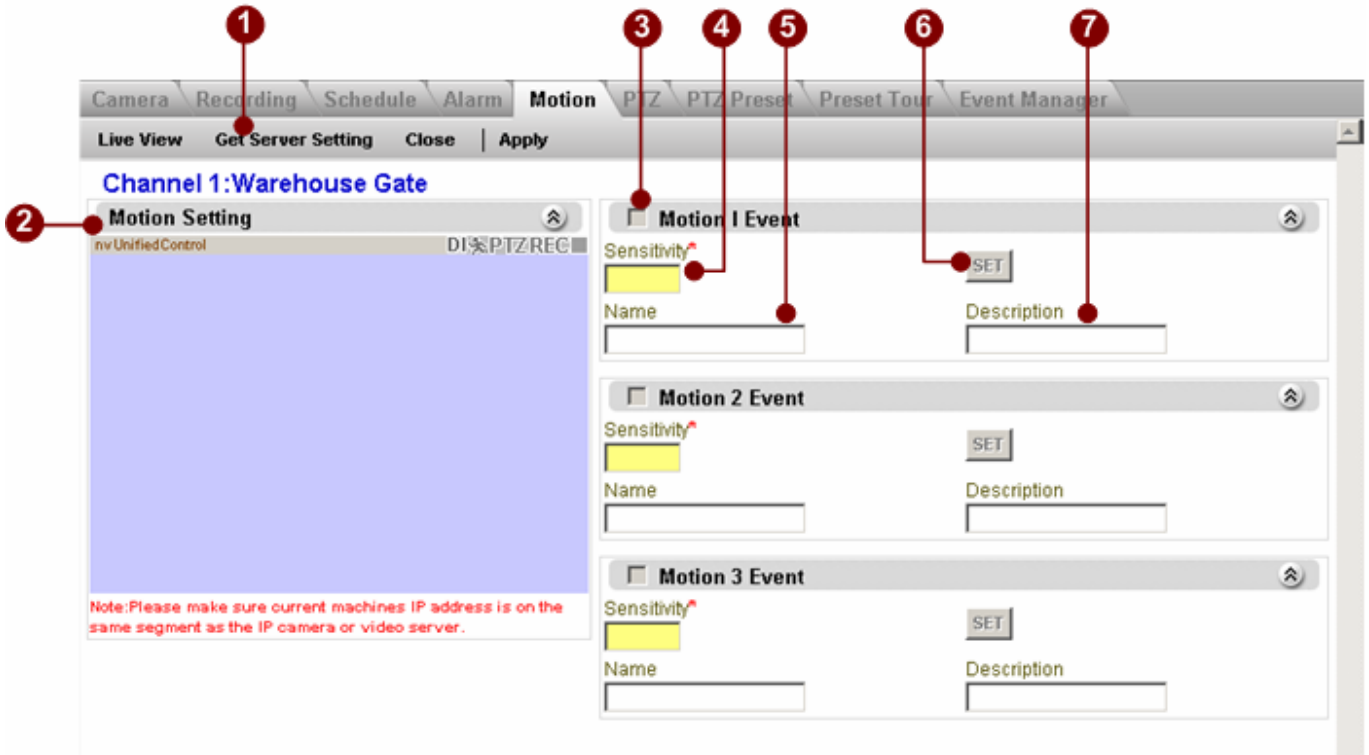 1 3 4 5 6 7
Camera Recording Schedule Alarm Motion PTZ PTZ Preset Preset Tour Event Manager
Live View Get Server Setting Close | Apply
Channel 1:Warehouse Gate
2
Motion Setting
nvUnifiedControl DI PTZ REC
Note:Please make sure current machines IP address is on the
same segment as the IP camera or video server.
Motion 1 Event
Sensitivity*
SET
Name Description
Motion 2 Event
Sensitivity*
SET
Name Description
Motion 3 Event
Sensitivity*
SET
Name Description